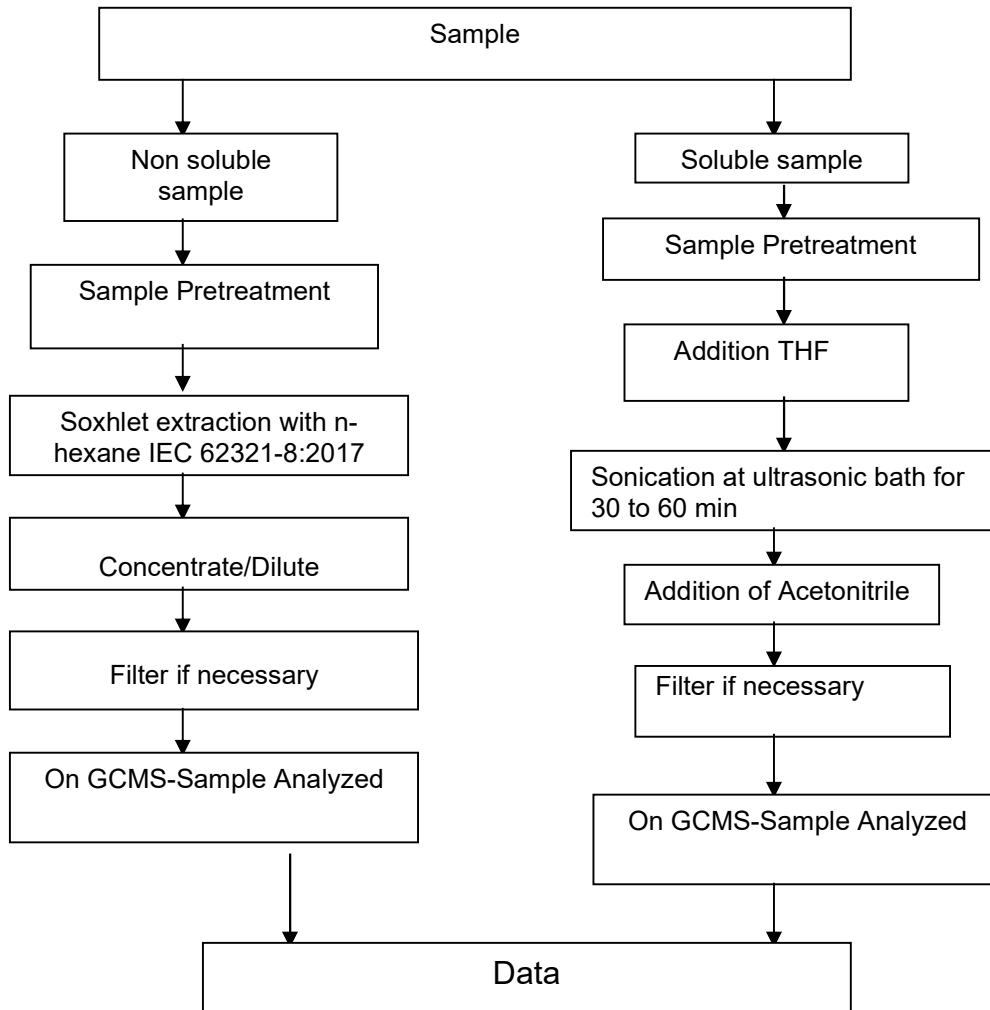 Sample
Non soluble
sample
Sample Pretreatment
Soxhlet extraction with n-
hexane IEC 62321-8:2017
Concentrate/Dilute
Filter if necessary
On GCMS-Sample Analyzed
Soluble sample
Sample Pretreatment
Addition THF
Sonication at ultrasonic bath for
30 to 60 min
Addition of Acetonitrile
Filter if necessary
On GCMS-Sample Analyzed
Data